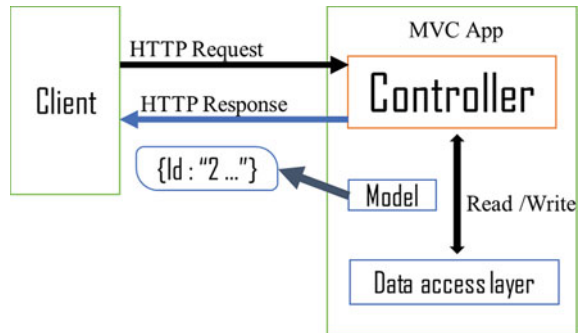 MVC App
HTTP Request
Client
Controller
HTTP Response
{Id : “2 ...”}
Model
Read /Write
Data access layer